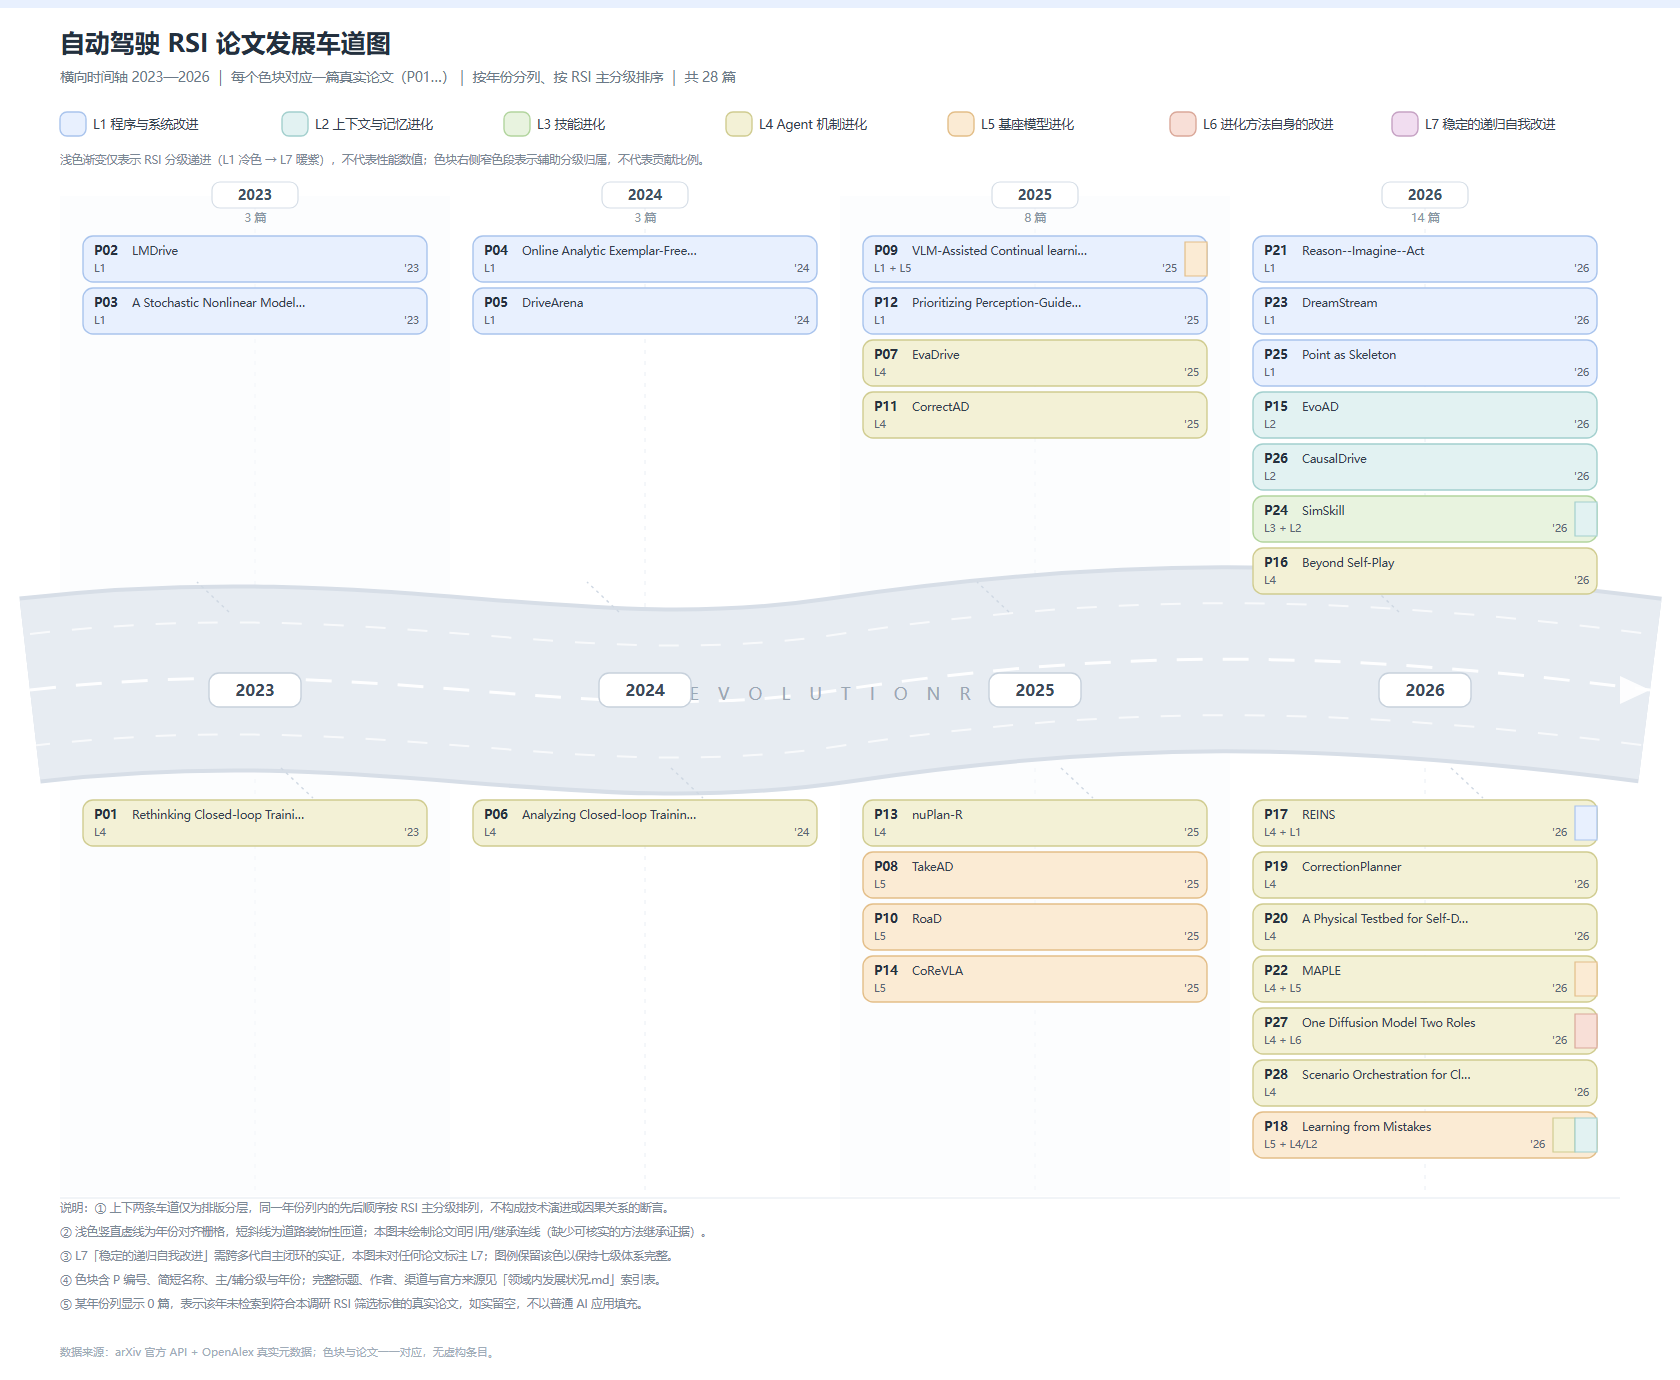 自动驾驶 RSI 论文发展车道图
横向时间轴 2023—2026 │ 每个色块对应一篇真实论文（P01…） │ 按年份分列、按 RSI 主分级排序 │ 共 28 篇
L1 程序与系统改进
L2 上下文与记忆进化
L3 技能进化
L4 Agent 机制进化
L5 基座模型进化
L6 进化方法自身的改进
L7 稳定的递归自我改进
浅色渐变仅表示 RSI 分级递进（L1 冷色 → L7 暖紫），不代表性能数值；色块右侧窄色段表示辅助分级归属，不代表贡献比例。
2023
3 篇
2024
3 篇
2025
8 篇
2026
14 篇
P02 LMDrive
L1 '23
P03 A Stochastic Nonlinear Model…
L1 '23
P04 Online Analytic Exemplar-Free…
L1 '24
P05 DriveArena
L1 '24
P09 VLM-Assisted Continual learni…
L1 + L5 '25
P12 Prioritizing Perception-Guide…
L1 '25
P07 EvaDrive
L4 '25
P11 CorrectAD
L4 '25
P21 Reason--Imagine--Act
L1 '26
P23 DreamStream
L1 '26
P25 Point as Skeleton
L1 '26
P15 EvoAD
L2 '26
P26 CausalDrive
L2 '26
P24 SimSkill
L3 + L2 '26
P16 Beyond Self-Play
L4 '26
2023
2024
EVOLUTIONR
2025
2026
P01 Rethinking Closed-loop Traini…
L4 '23
P06 Analyzing Closed-loop Trainin…
L4 '24
P13 nuPlan-R
L4 '25
P08 TakeAD
L5 '25
P10 RoaD
L5 '25
P14 CoReVLA
L5 '25
P17 REINS
L4 + L1 '26
P19 CorrectionPlanner
L4 '26
P20 A Physical Testbed for Self-D…
L4 '26
P22 MAPLE
L4 + L5 '26
P27 One Diffusion Model Two Roles
L4 + L6 '26
P28 Scenario Orchestration for Cl…
L4 '26
P18 Learning from Mistakes
L5 + L4/L2 '26
说明：① 上下两条车道仅为排版分层，同一年份列内的先后顺序按 RSI 主分级排列，不构成技术演进或因果关系的断言。
② 浅色竖直虚线为年份对齐栅格，短斜线为道路装饰性匝道；本图未绘制论文间引用/继承连线（缺少可核实的方法继承证据）。
③ L7「稳定的递归自我改进」需跨多代自主闭环的实证，本图未对任何论文标注 L7；图例保留该色以保持七级体系完整。
④ 色块含 P 编号、简短名称、主/辅分级与年份；完整标题、作者、渠道与官方来源见「领域内发展状况.md」索引表。
⑤ 某年份列显示 0 篇，表示该年未检索到符合本调研 RSI 筛选标准的真实论文，如实留空，不以普通 AI 应用填充。
数据来源：arXiv 官方 API + OpenAlex 真实元数据；色块与论文一一对应，无虚构条目。